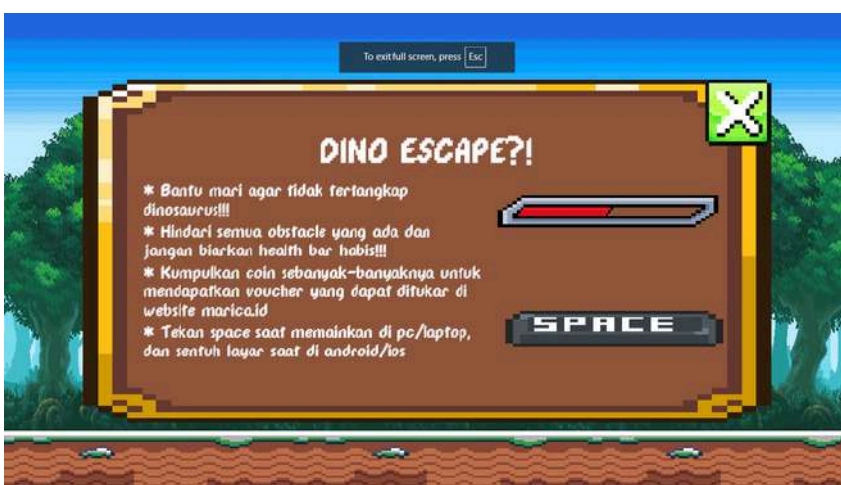 To exit full screen, press Esc
DINO ESCAPE?!
* Bantu mari agar tidak tertangkap
dinosaurus!!!
* Hindari semua obstacle yang ada dan
jangan biarkan health bar habis!!!
* Kumpulkan coin sebanyak-banyaknya untuk
mendapatkan voucher yang dapat ditukar di
website marica.id
* Tekan space saat memainkan di pc/laptop,
dan sentuh layar saat di android/ios
SPACE